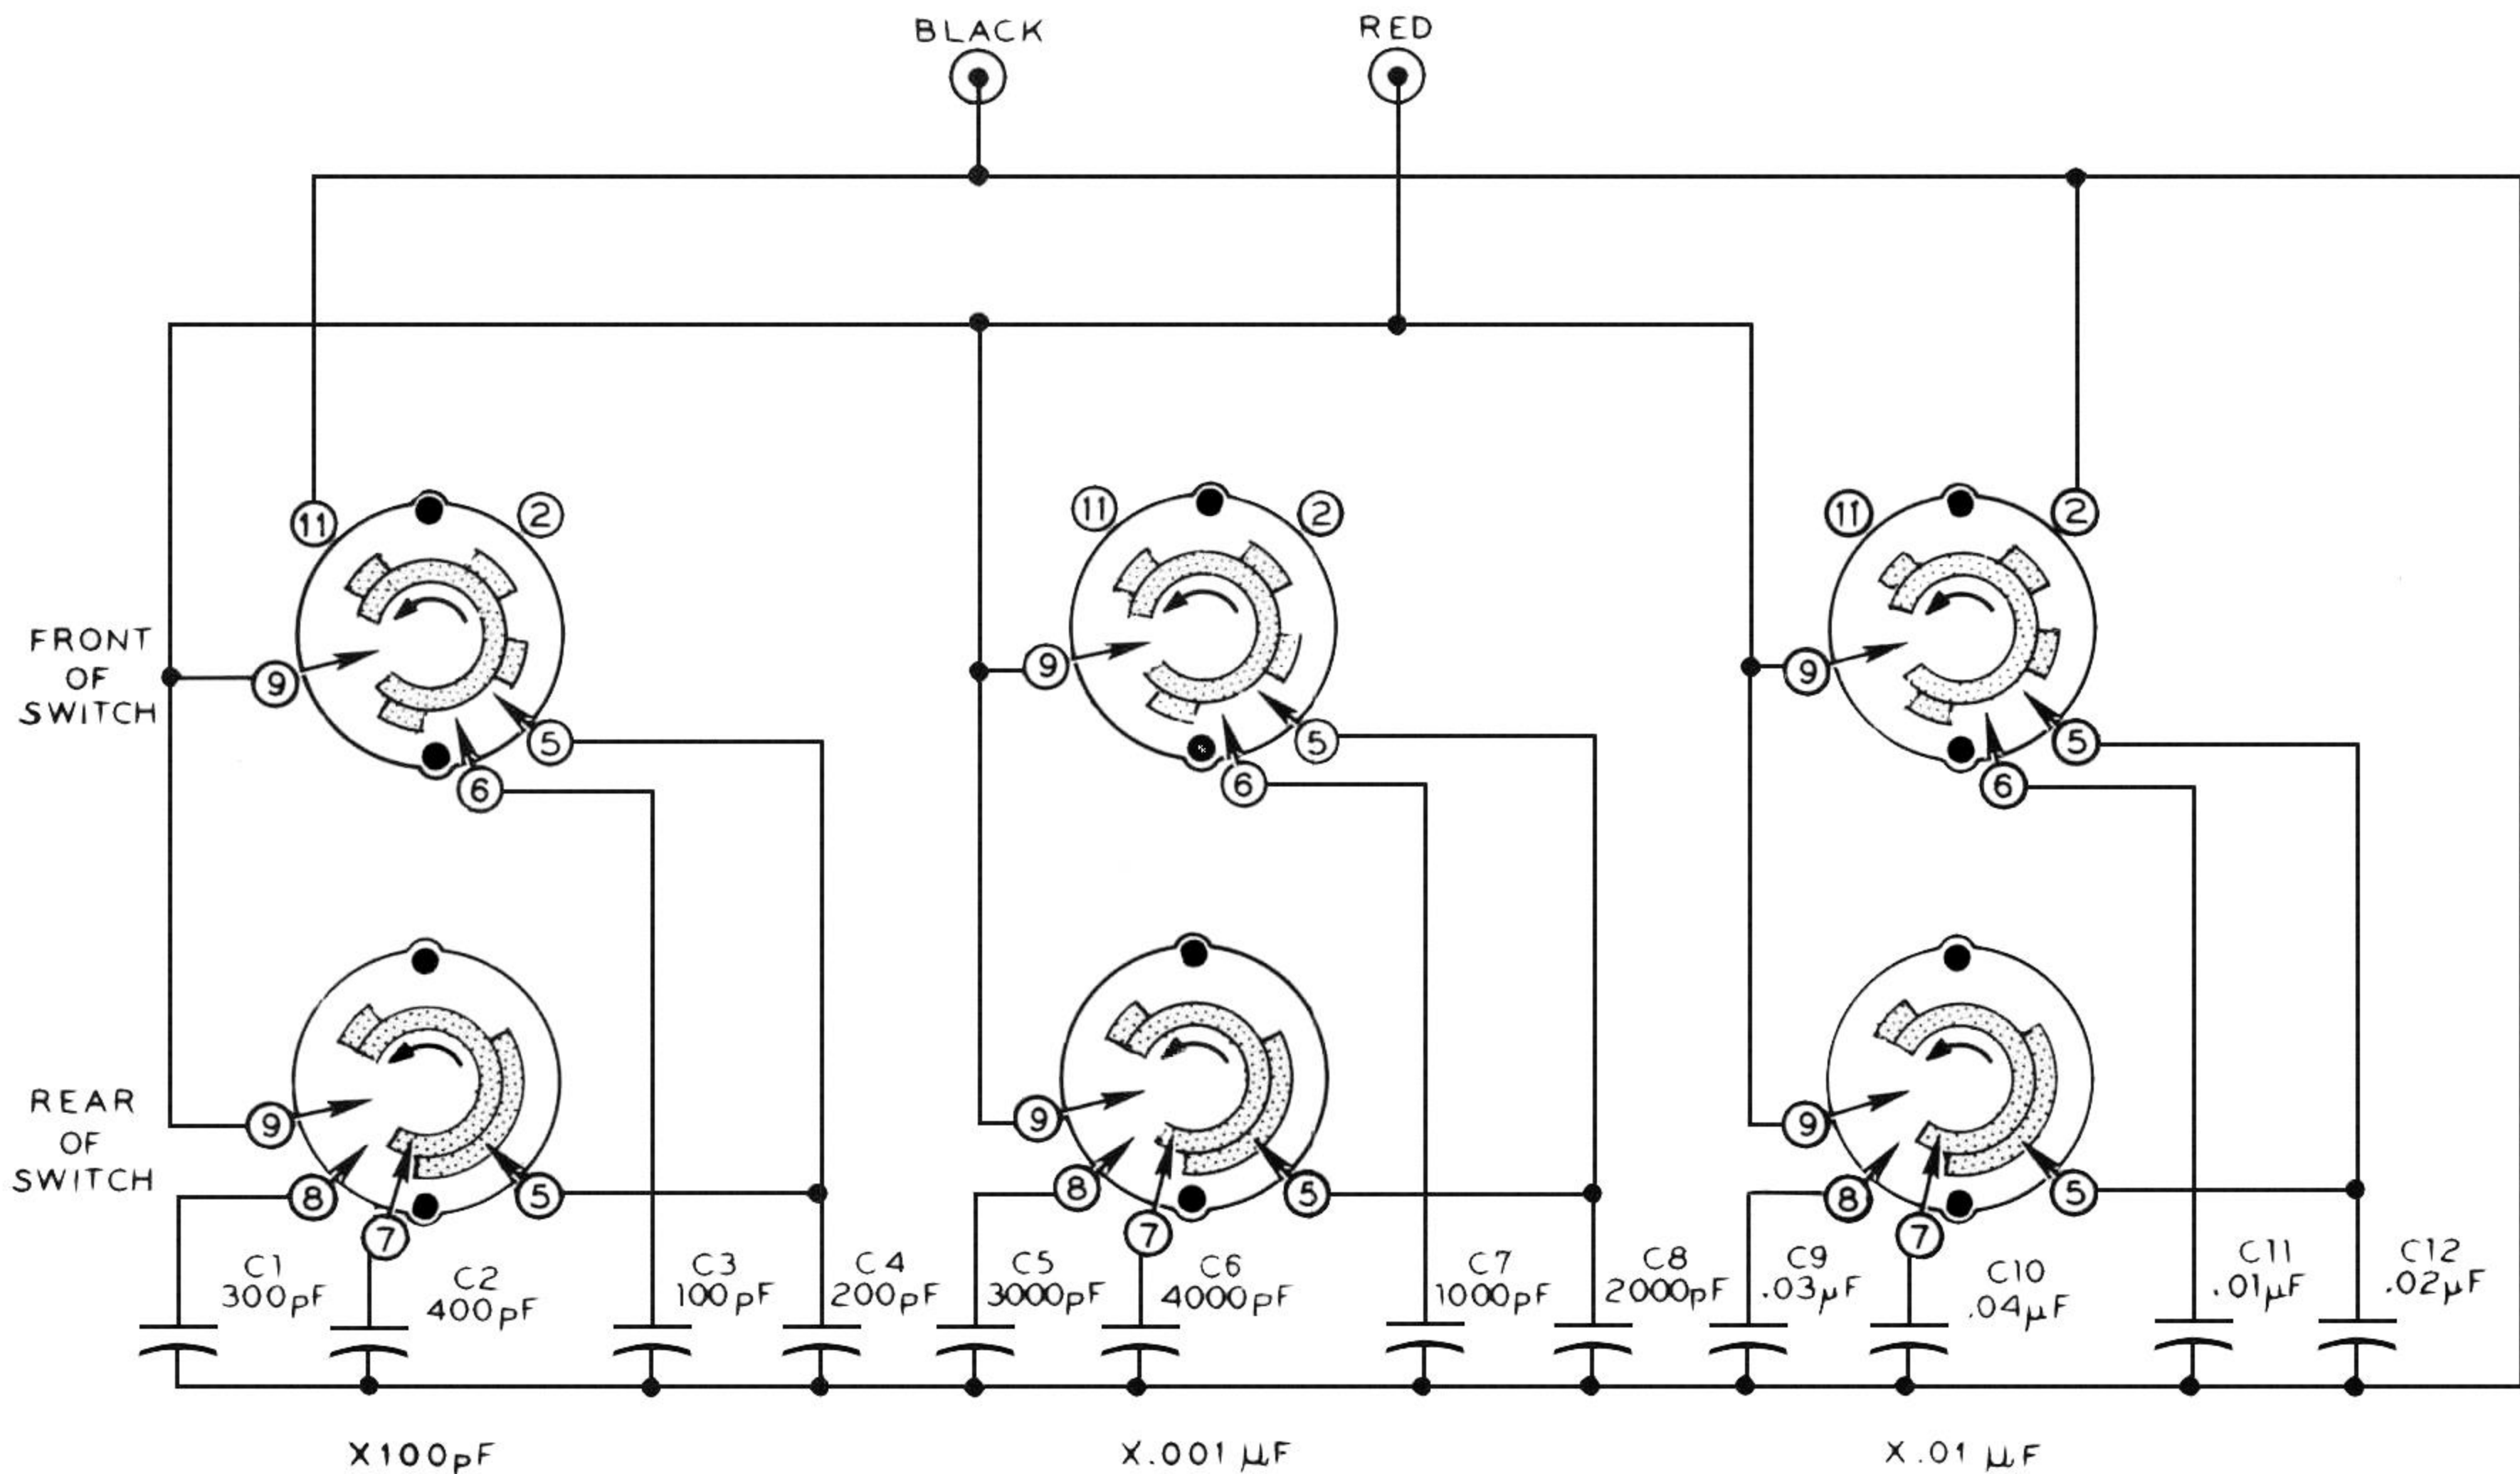 BLACK
RED
11
2
11
2
11
2
FRONT
OF
SWITCH
9
5
6
9
5
6
9
5
6
REAR
OF
SWITCH
9
8
7
5
9
8
7
5
9
8
7
5
C1
300pF
C2
400pF
C3
100pF
C4
200pF
C5
3000pF
C6
4000pF
C7
1000pF
C8
2000pF
C9
.03µF
C10
.04µF
C11
.01µF
C12
.02µF
X100pF
X.001 µF
X.01 µF